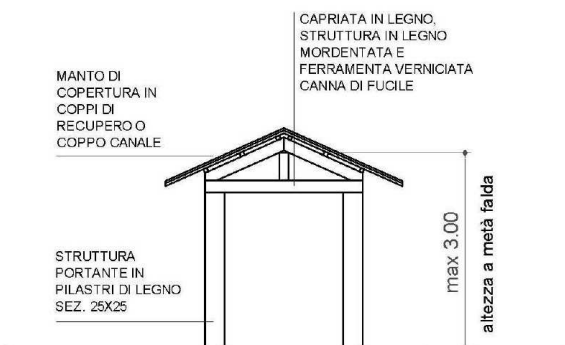 CAPRIATA IN LEGNO,
STRUTTURA IN LEGNO
MORDENTATA E
FERRAMENTA VERNICIATA
CANNA DI FUCILE
MANTO DI
COPERTURA IN
COPPI DI
RECUPERO O
COPPO CANALE
STRUTTURA
PORTANTE IN
PILASTRI DI LEGNO
SEZ. 25X25
max 3.00
altezza a metà falda